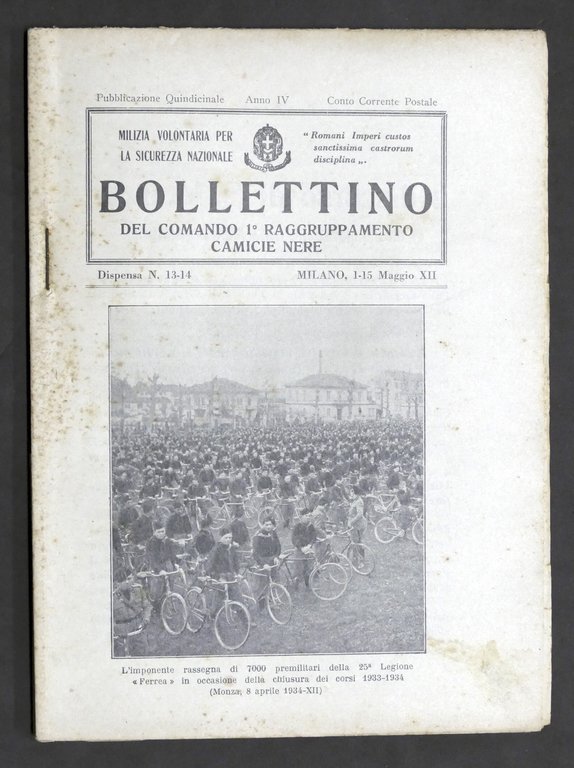 Pubblicazione Quindicinale Anno IV Conto Corrente Postale
MILIZIA VOLONTARIA PER
LA SICUREZZA NAZIONALE
“Romani Imperi custos
sanctissima castrorum
disciplina „.
BOLLETTINO
DEL COMANDO 1° RAGGRUPPAMENTO
CAMICIE NERE
Dispensa N. 13-14 MILANO, 1-15 Maggio XII
L'imponente rassegna di 7000 premilitari della 25ª Legione
«Ferrea» in occasione della chiusura dei corsi 1933-1934
(Monza, 8 aprile 1934-XII)